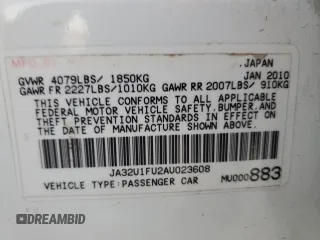 MFD BY
JAPAN
GVWR 4079LBS/ 1850KG JAN 2010
GAWR FR 2227LBS/1010KG GAWR RR 2007LBS/ 910KG
THIS VEHICLE CONFORMS TO ALL APPLICABLE
FEDERAL MOTOR VEHICLE SAFETY, BUMPER, AND
THEFT PREVENTION STANDARDS IN EFFECT ON
THE DATE OF MANUFACTURE SHOWN ABOVE.
JA32U1FU2AU023608
VEHICLE TYPE:PASSENGER CAR MU000883